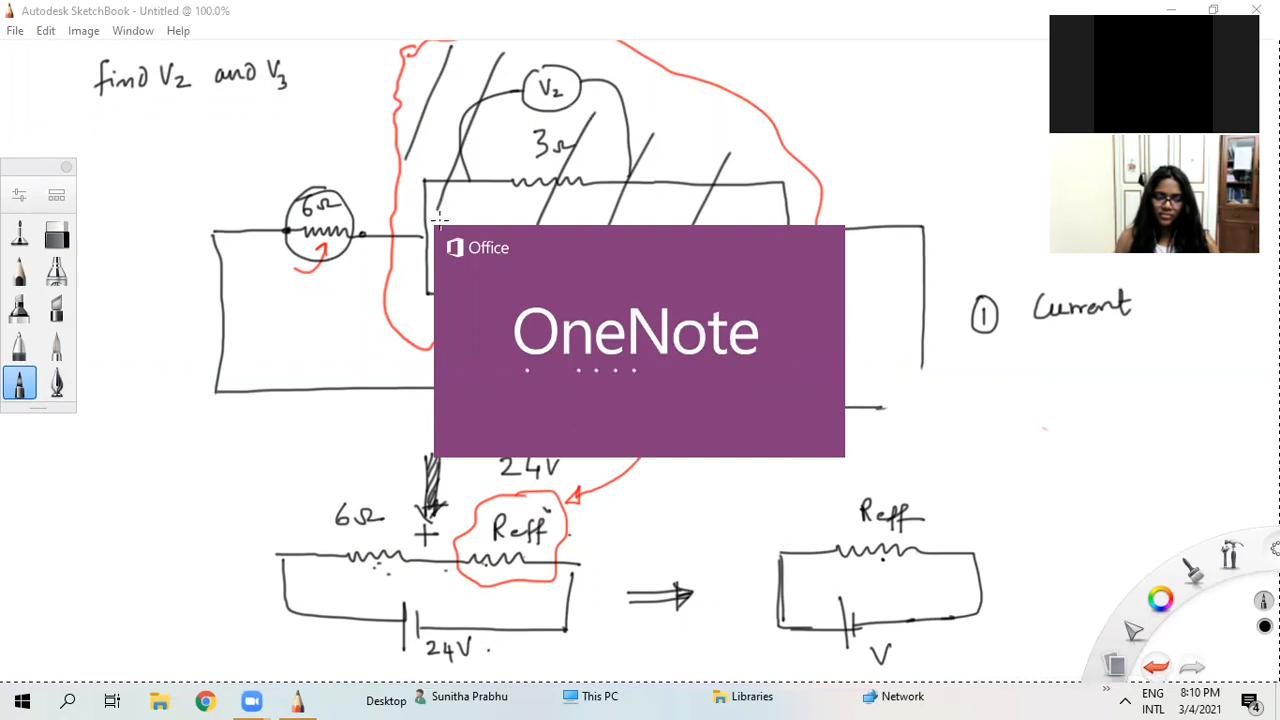 Autodesk SketchBook @ 100.0%
File Edit Image Window Help
find V2 and V3
V2
3Ω
6Ω
Office
OneNote
① Current
24V
6Ω
+
Reff
Reff
24V
V
Desktop
Sunitha Prabhu
This PC
Libraries
Network
ENG
INTL
8:10 PM
3/4/2021
4